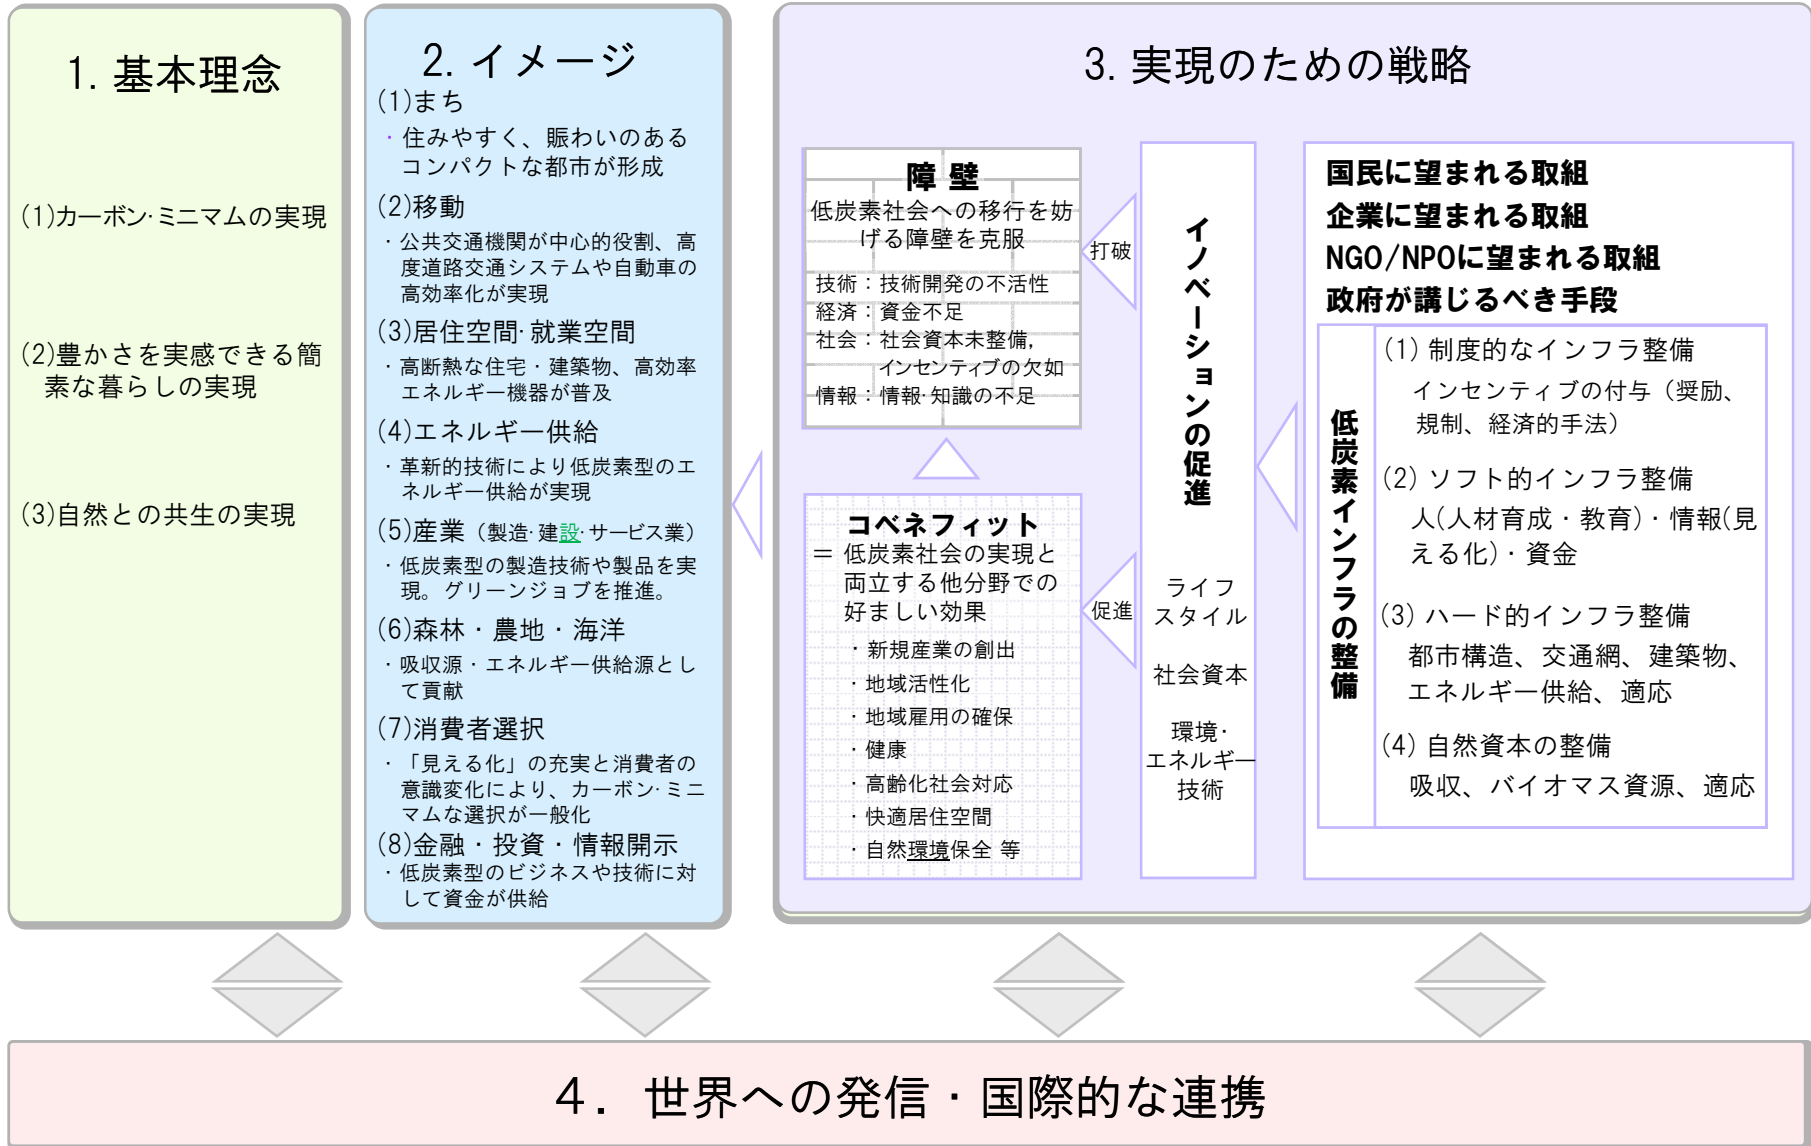 1. 基本理念
(1)カーボン・ミニマムの実現
(2)豊かさを実感できる簡
素な暮らしの実現
(3)自然との共生の実現
2. イメージ
(1)まち
・住みやすく、賑わいのある
コンパクトな都市が形成
(2)移動
・公共交通機関が中心的役割、高
度道路交通システムや自動車の
高効率化が実現
(3)居住空間・就業空間
・高断熱な住宅・建築物、高効率
エネルギー機器が普及
(4)エネルギー供給
・革新的技術により低炭素型のエ
ネルギー供給が実現
(5)産業（製造・建設・サービス業）
・低炭素型の製造技術や製品を実
現。グリーンジョブを推進。
(6)森林・農地・海洋
・吸収源・エネルギー供給源とし
て貢献
(7)消費者選択
・「見える化」の充実と消費者の
意識変化により、カーボン・ミニ
マムな選択が一般化
(8)金融・投資・情報開示
・低炭素型のビジネスや技術に対
して資金が供給
3. 実現のための戦略
障壁
低炭素社会への移行を妨
げる障壁を克服
技術：技術開発の不活性
経済：資金不足
社会：社会資本未整備,
インセンティブの欠如
情報：情報・知識の不足
コベネフィット
＝ 低炭素社会の実現と
両立する他分野での
好ましい効果
・新規産業の創出
・地域活性化
・地域雇用の確保
・健康
・高齢化社会対応
・快適居住空間
・自然環境保全 等
打破
促進
イノベーションの促進
ライフ
スタイル
社会資本
環境・
エネルギー
技術
国民に望まれる取組
企業に望まれる取組
NGO/NPOに望まれる取組
政府が講じるべき手段
低炭素インフラの整備
(1) 制度的なインフラ整備
インセンティブの付与（奨励、
規制、経済的手法）
(2) ソフト的インフラ整備
人(人材育成・教育)・情報(見
える化)・資金
(3) ハード的インフラ整備
都市構造、交通網、建築物、
エネルギー供給、適応
(4) 自然資本の整備
吸収、バイオマス資源、適応
４．世界への発信・国際的な連携